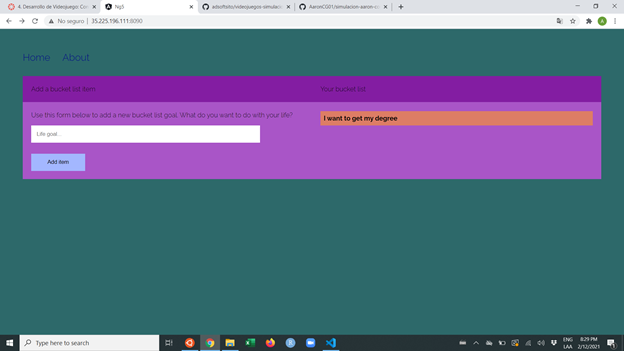 4. Desarrollo de Videojuego: Cor
Ng5
adsoftsito/videojuegos-simulacio
AaronCG01/simulacion-aaron-co
No seguro | 35.225.196.111:8090
Home About
Add a bucket list item
Your bucket list
Use this form below to add a new bucket list goal. What do you want to do with your life?
I want to get my degree
Life goal...
Add item
Type here to search
ENG
LAA
8:29 PM
2/12/2021